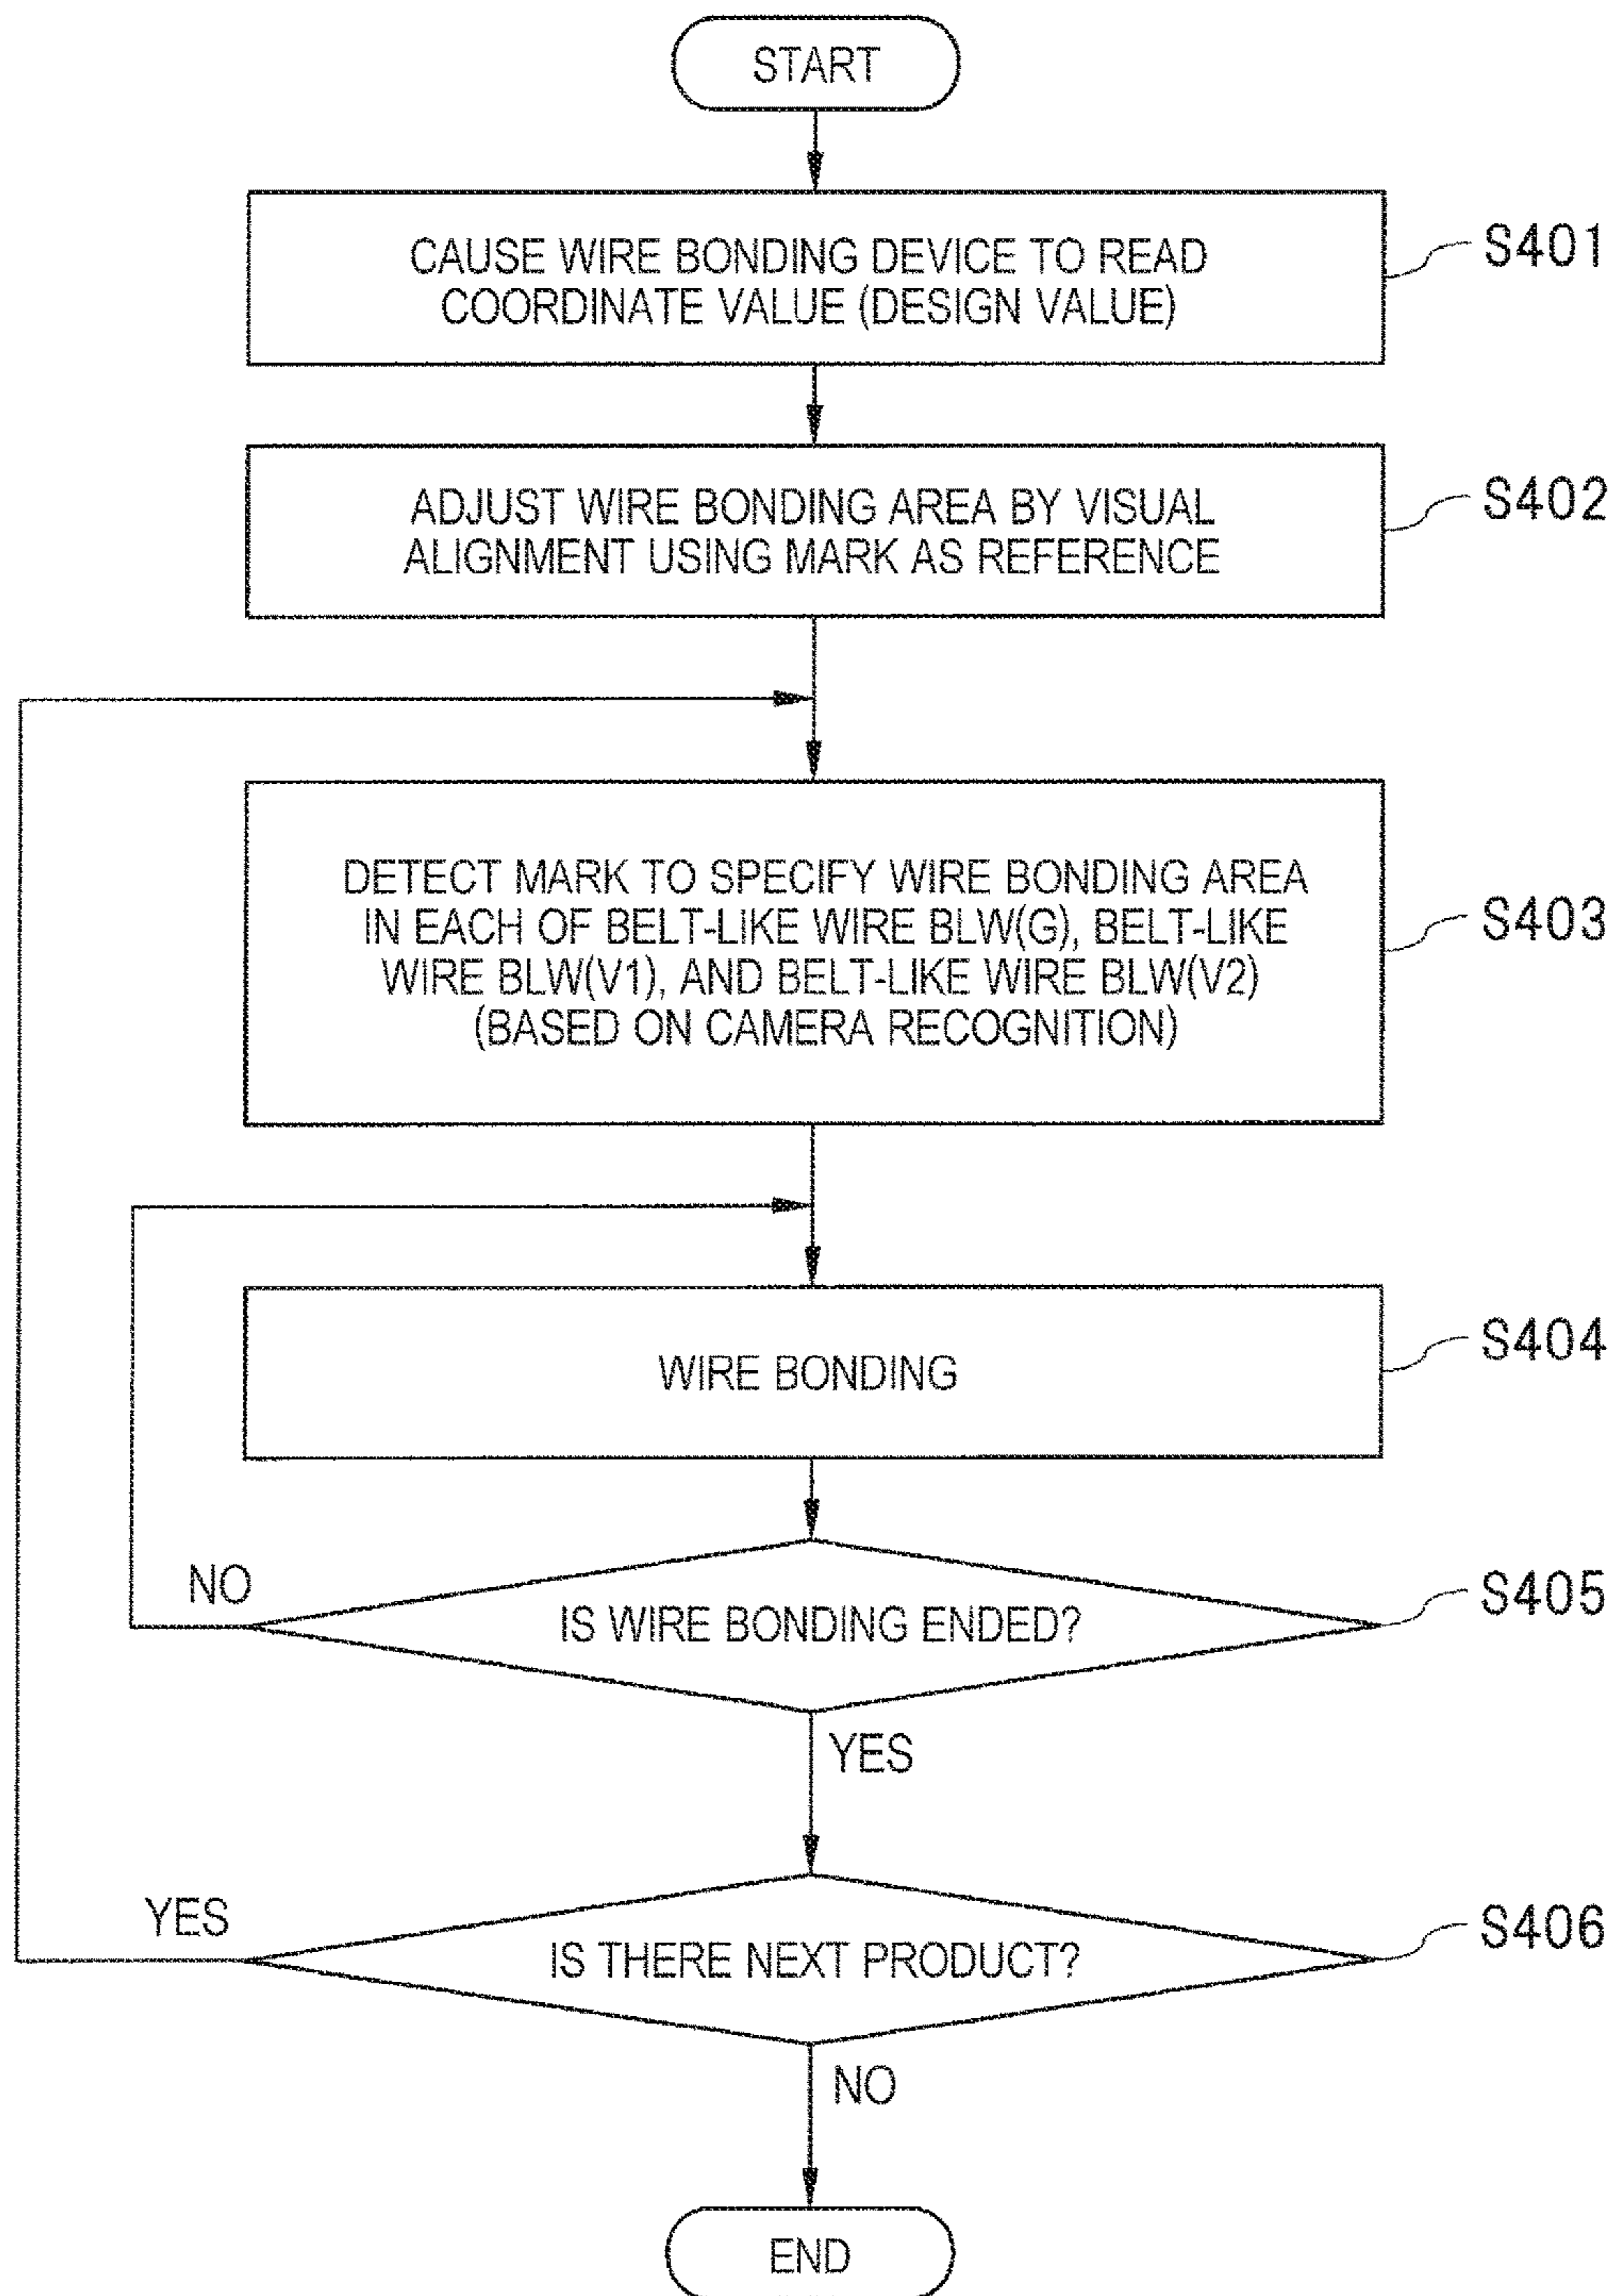 START
CAUSE WIRE BONDING DEVICE TO READ
COORDINATE VALUE (DESIGN VALUE)
S401
ADJUST WIRE BONDING AREA BY VISUAL
ALIGNMENT USING MARK AS REFERENCE
S402
DETECT MARK TO SPECIFY WIRE BONDING AREA
IN EACH OF BELT-LIKE WIRE BLW(G), BELT-LIKE
WIRE BLW(V1), AND BELT-LIKE WIRE BLW(V2)
(BASED ON CAMERA RECOGNITION)
S403
WIRE BONDING
S404
NO
IS WIRE BONDING ENDED?
S405
YES
YES
IS THERE NEXT PRODUCT?
S406
NO
END